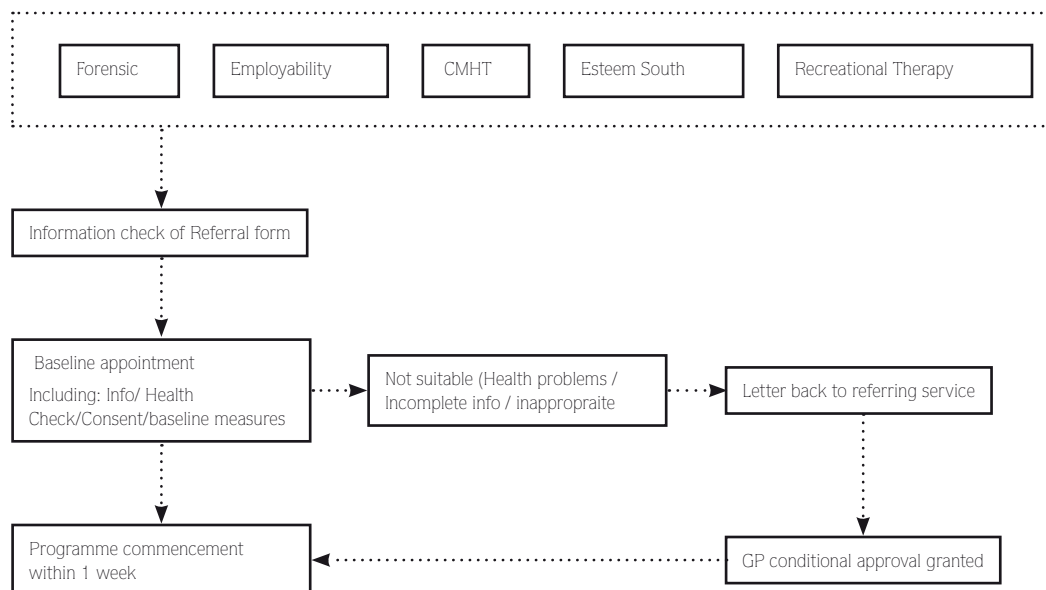 Forensic
Employability
CMHT
Esteem South
Recreational Therapy
Information check of Referral form
Baseline appointment
Including: Info/ Health
Check/Consent/baseline measures
Not suitable (Health problems /
Incomplete info / inappropraite
Letter back to referring service
Programme commencement
within 1 week
GP conditional approval granted